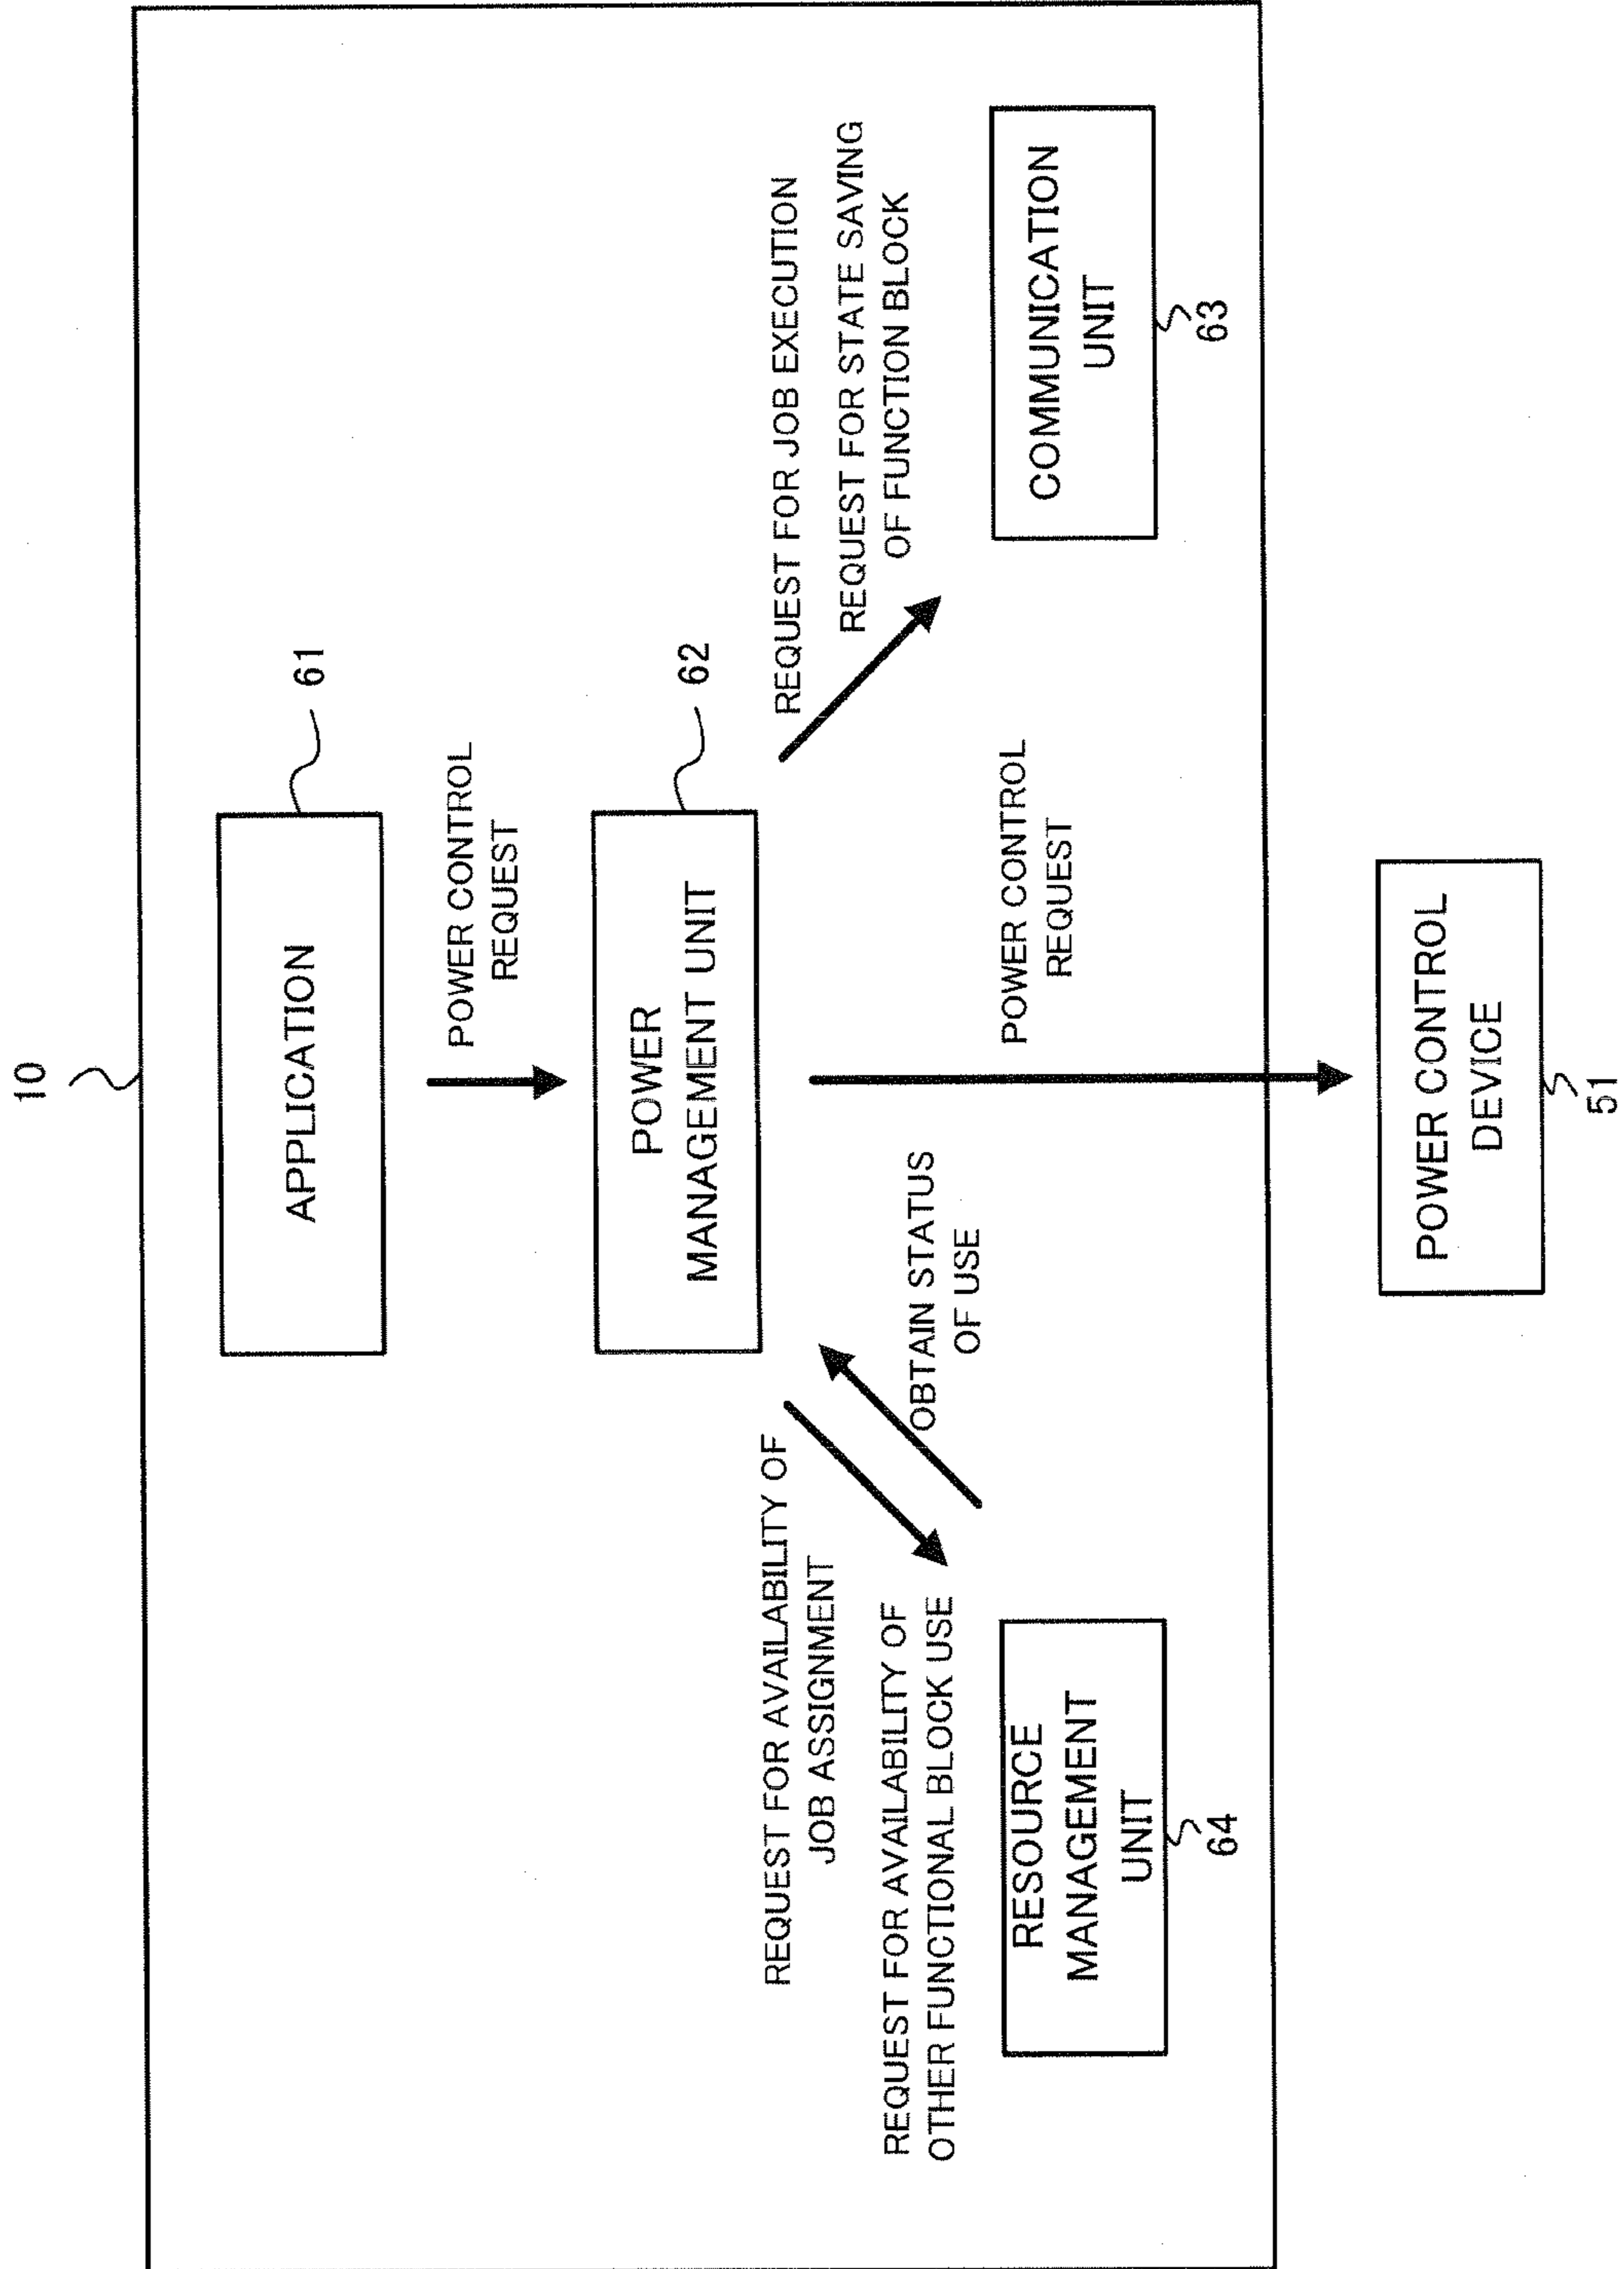 10
APPLICATION
61
POWER CONTROL
REQUEST
POWER
MANAGEMENT UNIT
62
REQUEST FOR AVAILABILITY OF
JOB ASSIGNMENT
REQUEST FOR AVAILABILITY OF
OTHER FUNCTIONAL BLOCK USE
OBTAIN STATUS
OF USE
POWER CONTROL
REQUEST
REQUEST FOR JOB EXECUTION
REQUEST FOR STATE SAVING
OF FUNCTION BLOCK
RESOURCE
MANAGEMENT
UNIT
64
COMMUNICATION
UNIT
63
POWER CONTROL
DEVICE
51